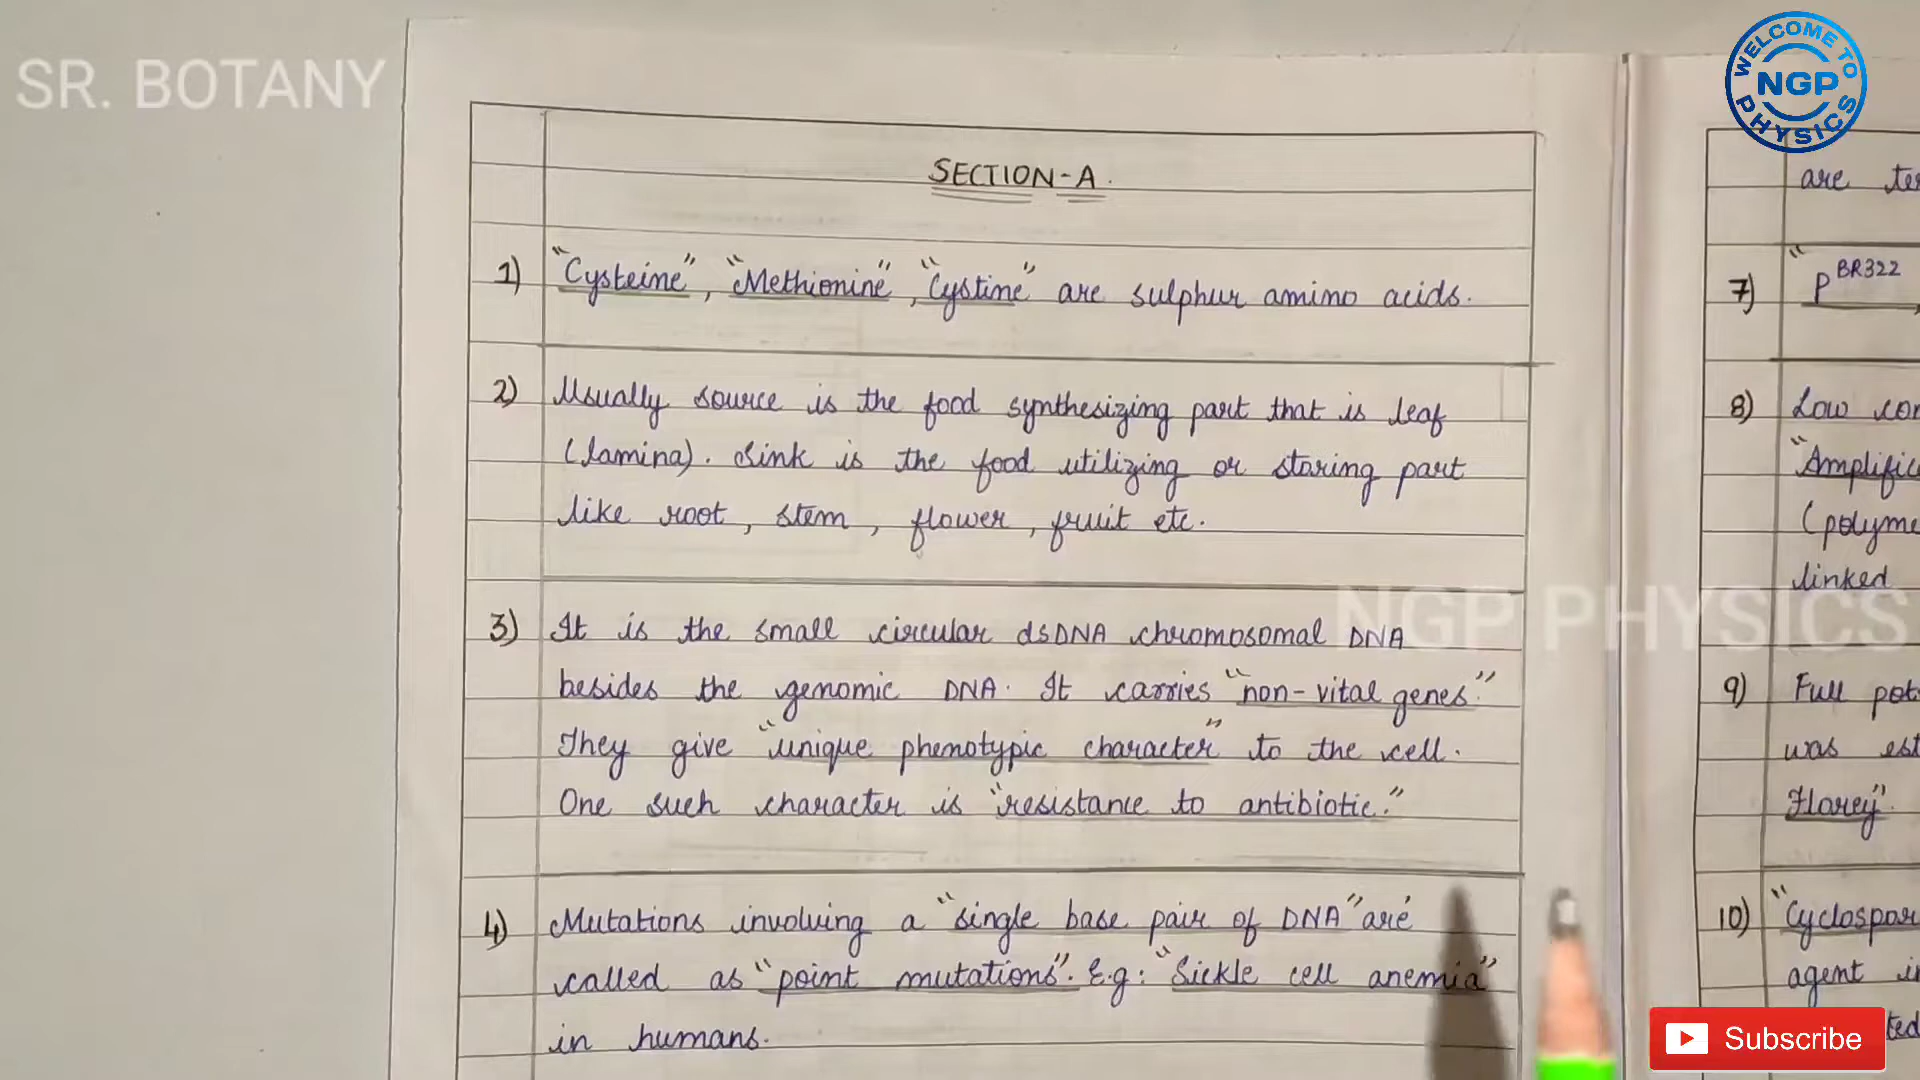 SR. BOTANY
WELCOME TO
NGP
PHYSICS
SECTION-A.
1) "Cysteine", "Methionine", "Cystine" are sulphur amino acids.
2) Usually source is the food synthesizing part that is leaf
(lamina). Sink is the food utilizing or storing part
like root, stem, flower, fruit etc.
3) It is the small circular dsDNA chromosomal DNA
besides the genomic DNA. It carries "non-vital genes."
They give "unique phenotypic character" to the cell.
One such character is "resistance to antibiotic."
4) Mutations involving a "single base pair of DNA" are
called as "point mutations". E.g: "Sickle cell anemia"
in humans.
are
7) "pBR322
8) Low
"
(
linked
9) Full
was
Florey".
10) "
agent
NGP PHYSICS
Subscribe